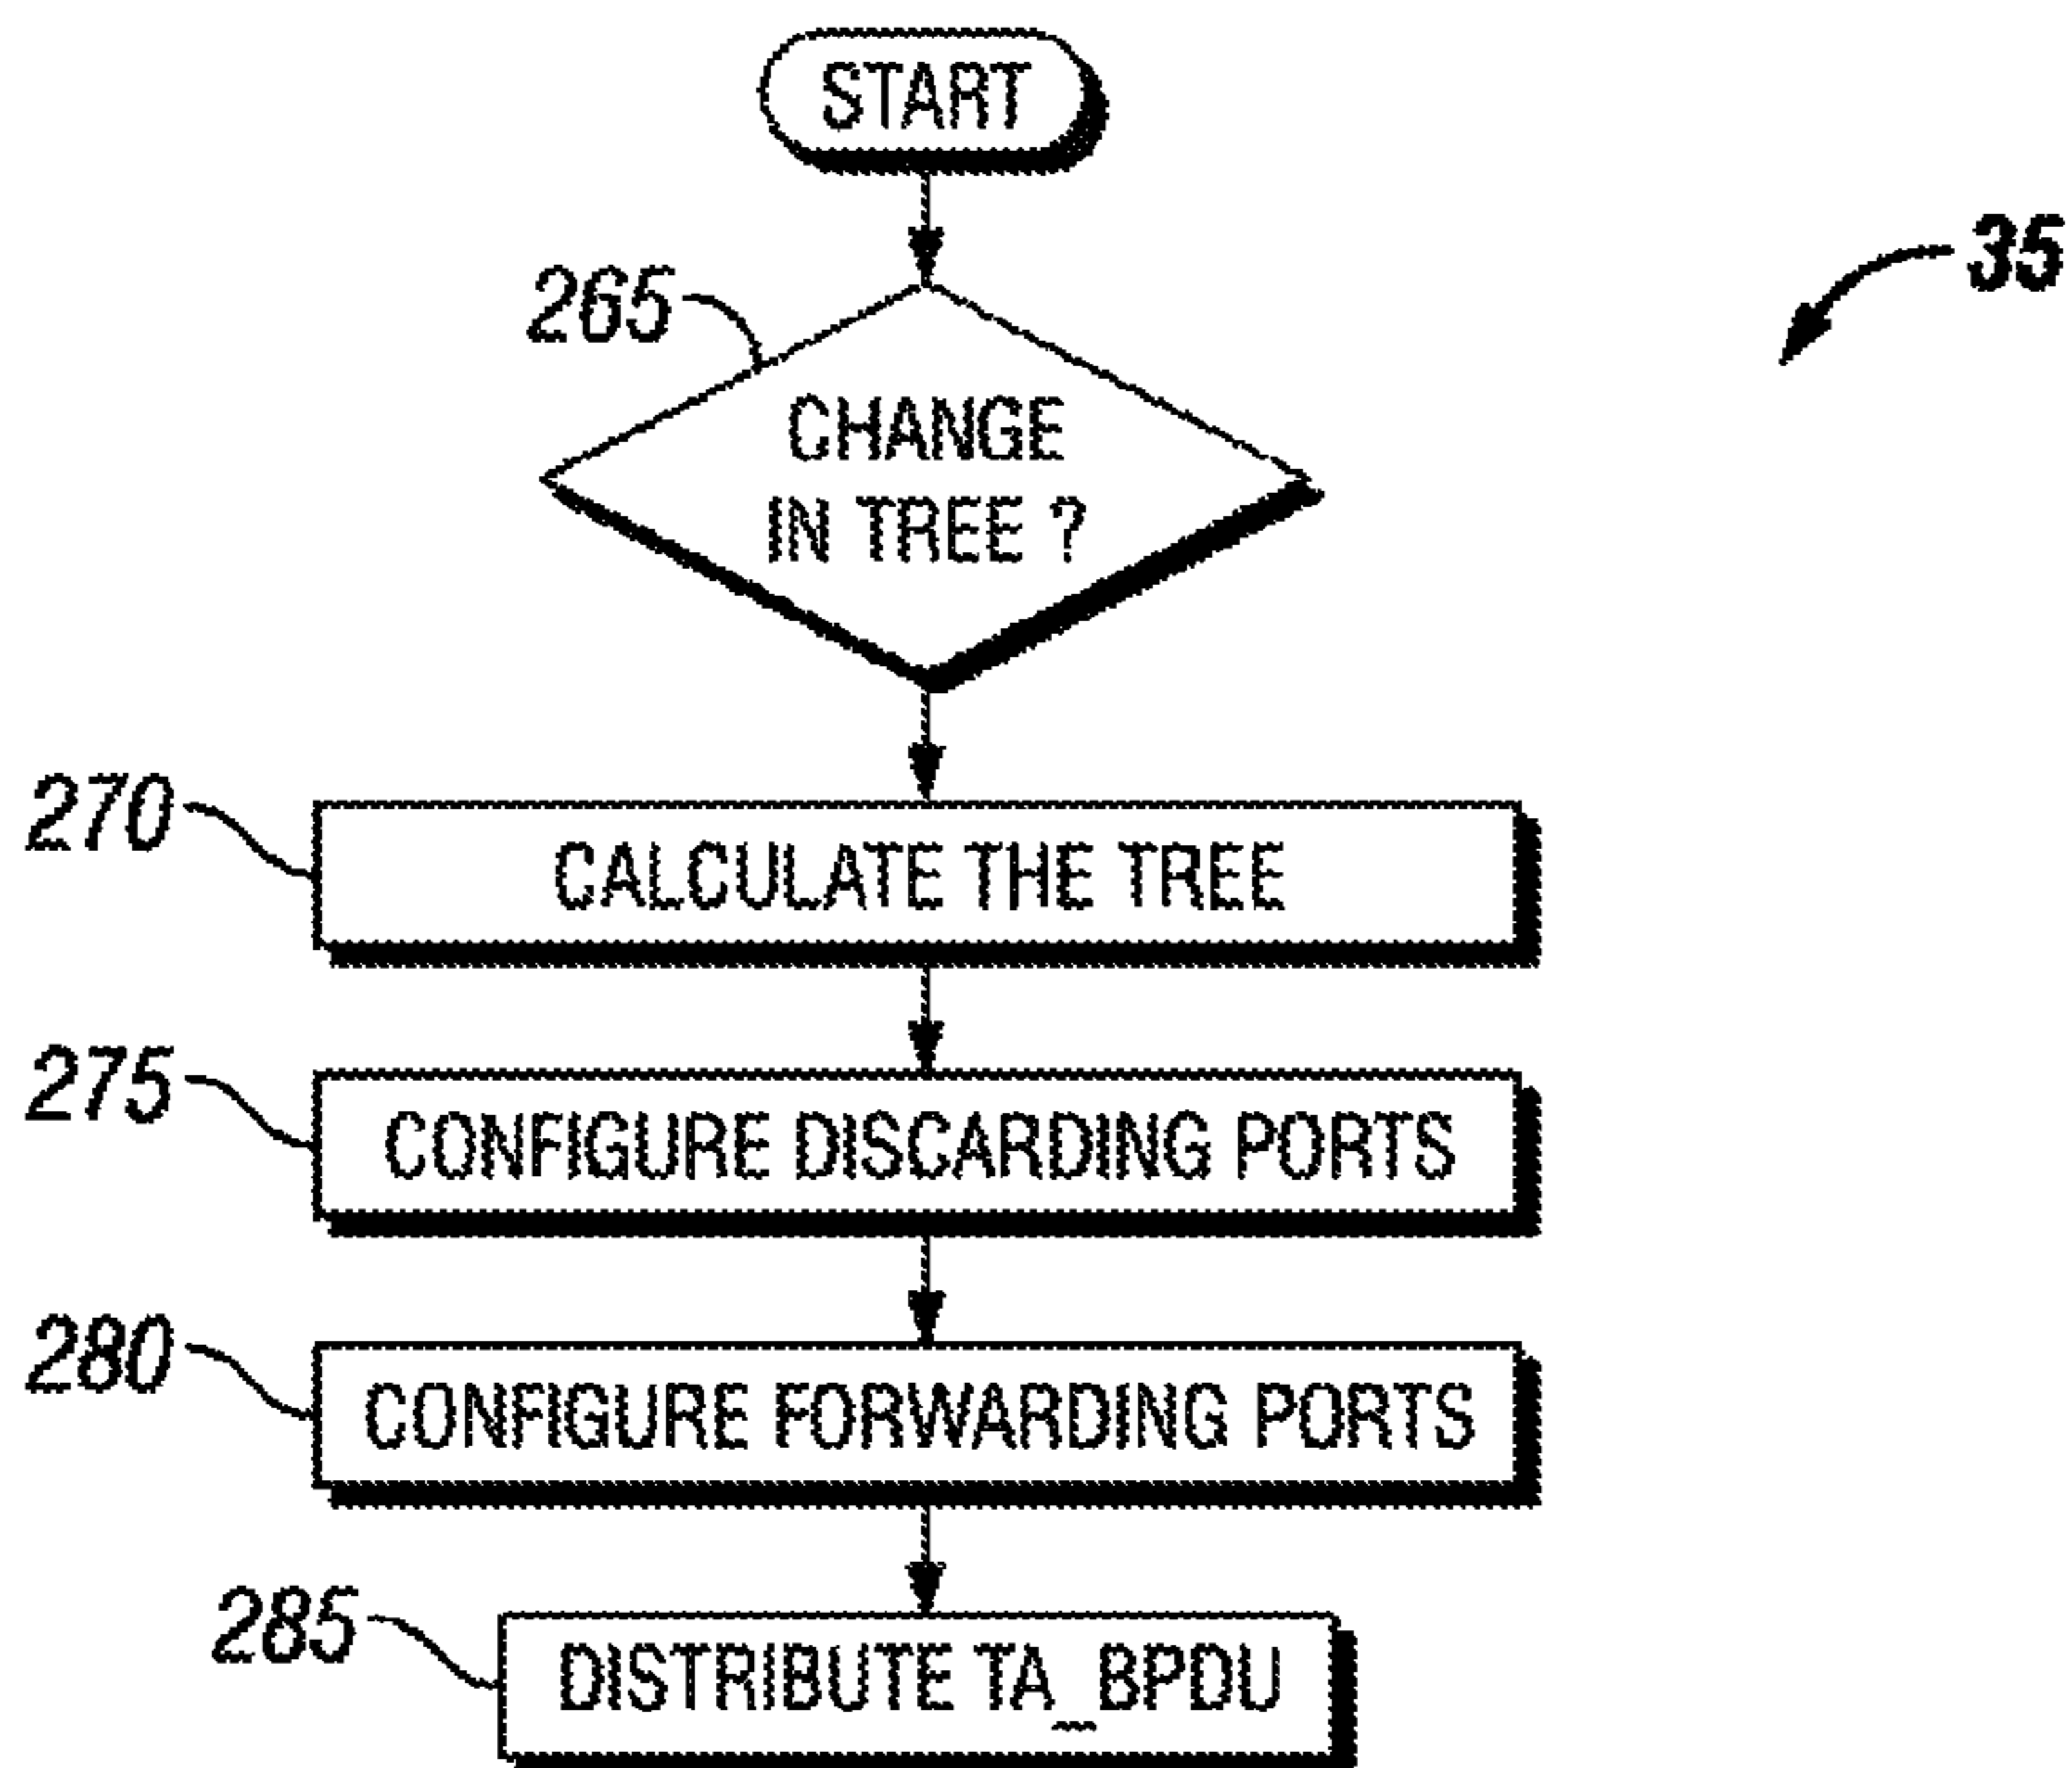 START
35
265
CHANGE
IN TREE ?
270
CALCULATE THE TREE
275
CONFIGURE DISCARDING PORTS
280
CONFIGURE FORWARDING PORTS
285
DISTRIBUTE TA_BPDU